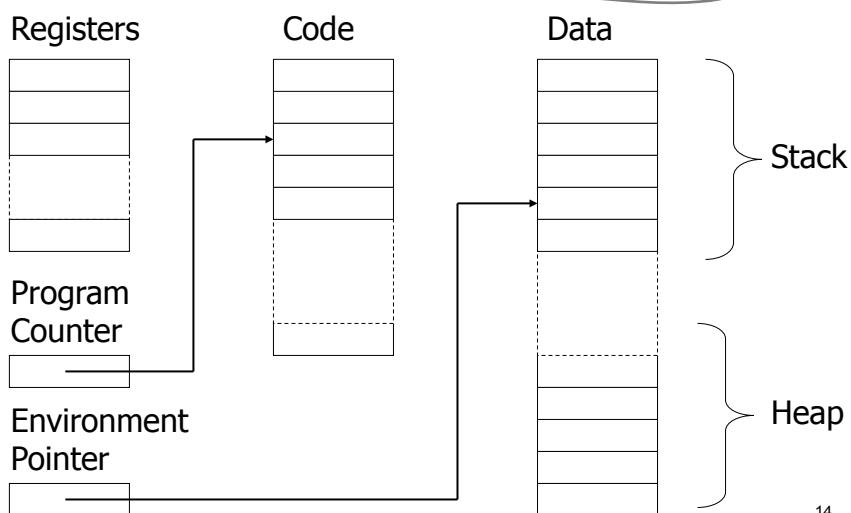 Registers
Code
Data
Stack
Program
Counter
Environment
Pointer
Heap
14